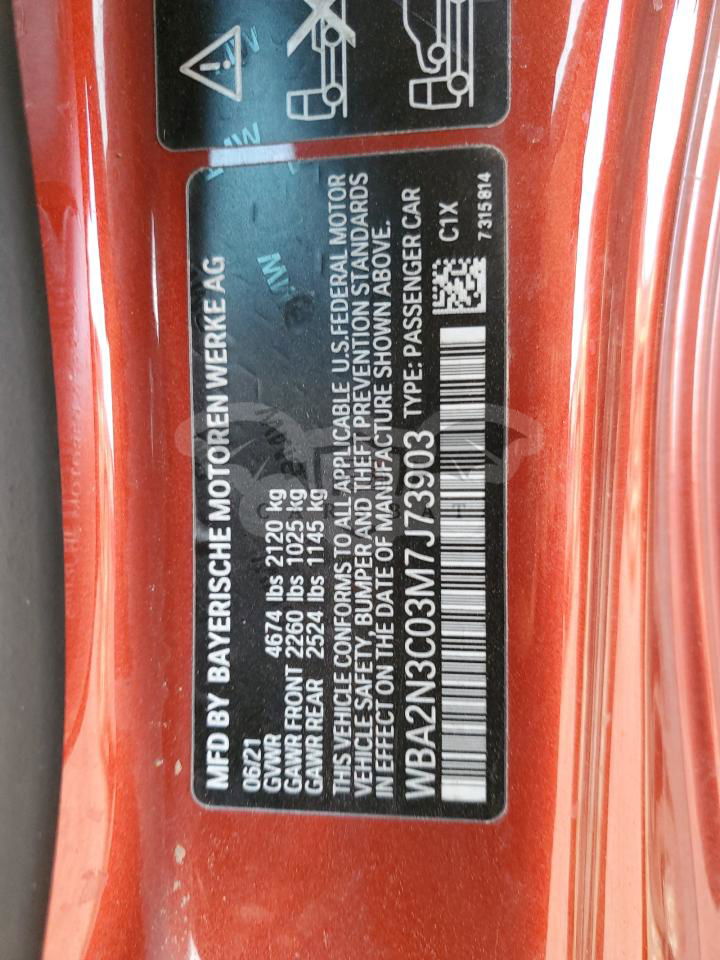 MFD BY BAYERISCHE MOTOREN WERKE AG
06/21
GVWR 4674 lbs 2120 kg
GAWR FRONT 2260 lbs 1025 kg
GAWR REAR 2524 lbs 1145 kg
THIS VEHICLE CONFORMS TO ALL APPLICABLE U.S.FEDERAL MOTOR
VEHICLE SAFETY, BUMPER AND THEFT PREVENTION STANDARDS
IN EFFECT ON THE DATE OF MANUFACTURE SHOWN ABOVE.
WBA2N3C03M7J73903 TYPE: PASSENGER CAR
C1X
7 315 814